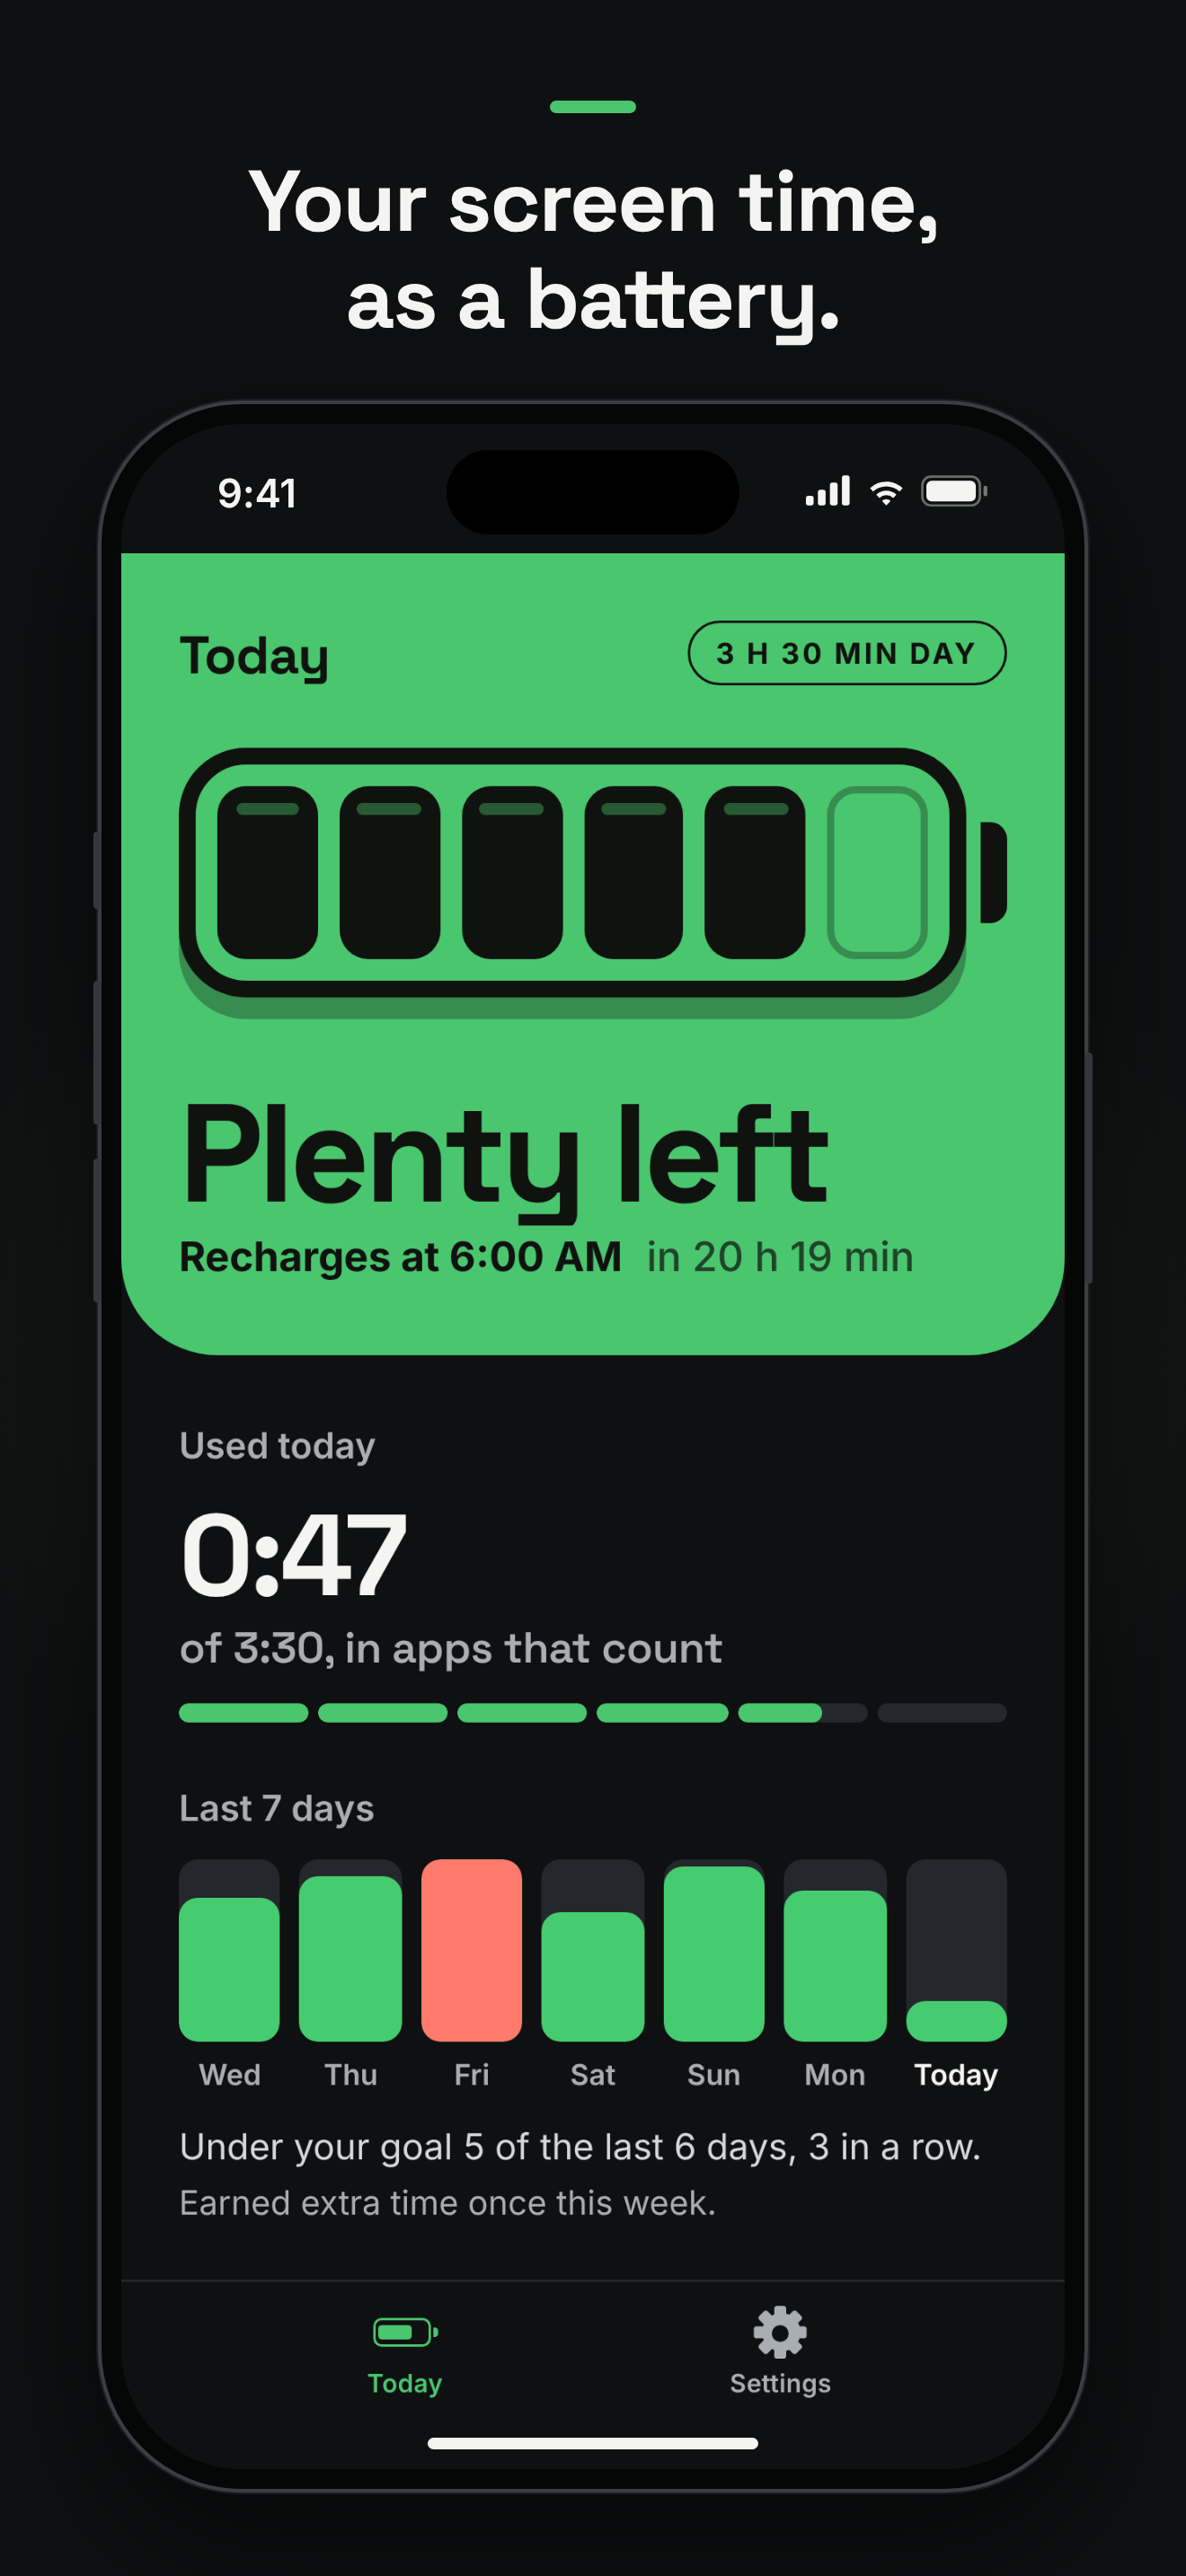 Your screen time,
as a battery.
9:41
Today
3 H 30 MIN DAY
Plenty left
Recharges at 6:00 AM in 20 h 19 min
Used today
0:47
of 3:30, in apps that count
Last 7 days
Wed Thu Fri Sat Sun Mon Today
Under your goal 5 of the last 6 days, 3 in a row.
Earned extra time once this week.
Today Settings